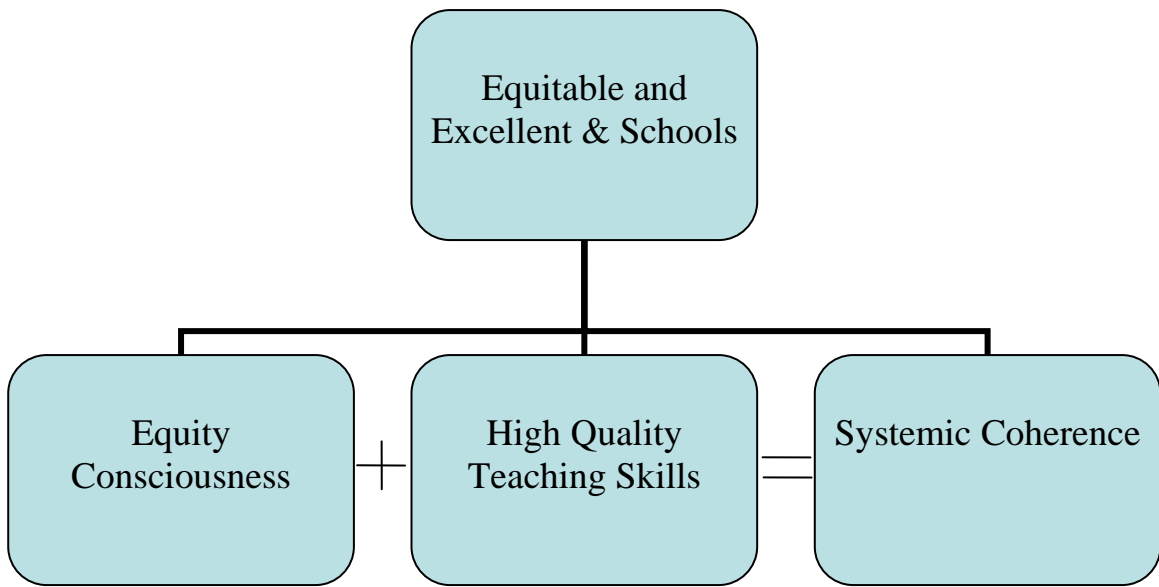 Equitable and
Excellent & Schools
Equity
Consciousness
+
High Quality
Teaching Skills
=
Systemic Coherence